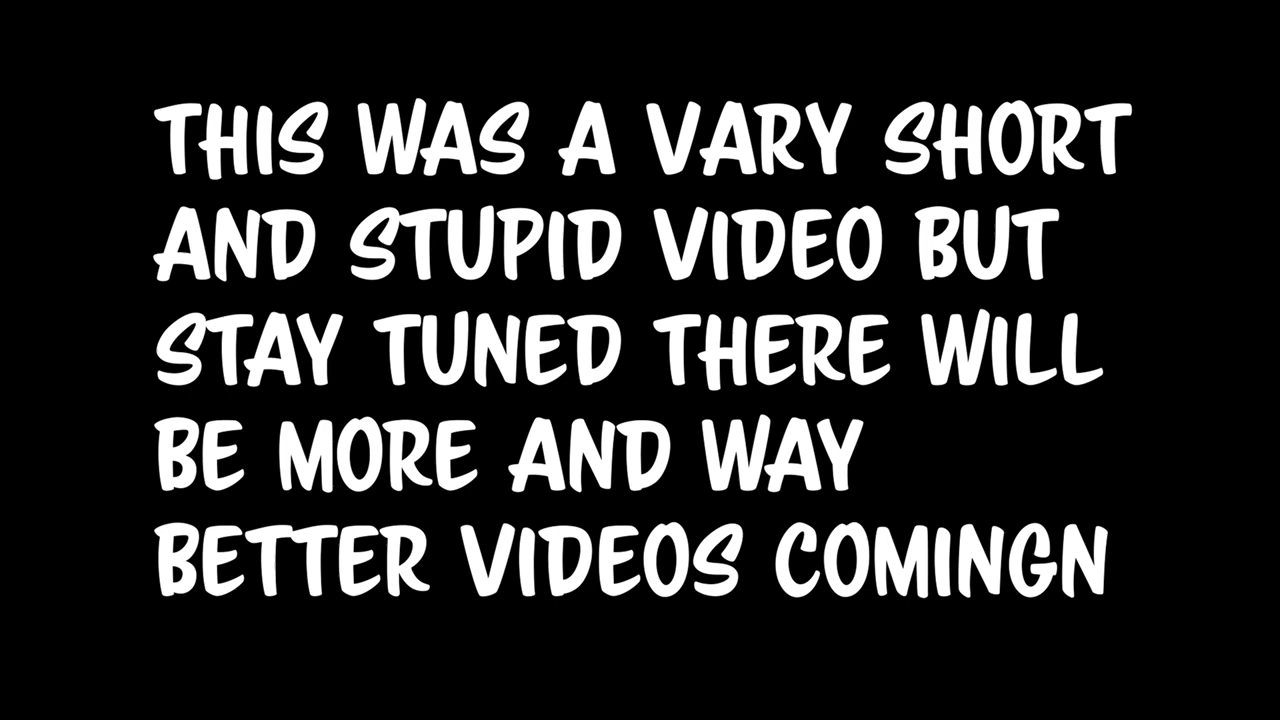 THIS WAS A VARY SHORT
AND STUPID VIDEO BUT
STAY TUNED THERE WILL
BE MORE AND WAY
BETTER VIDEOS COMINGN